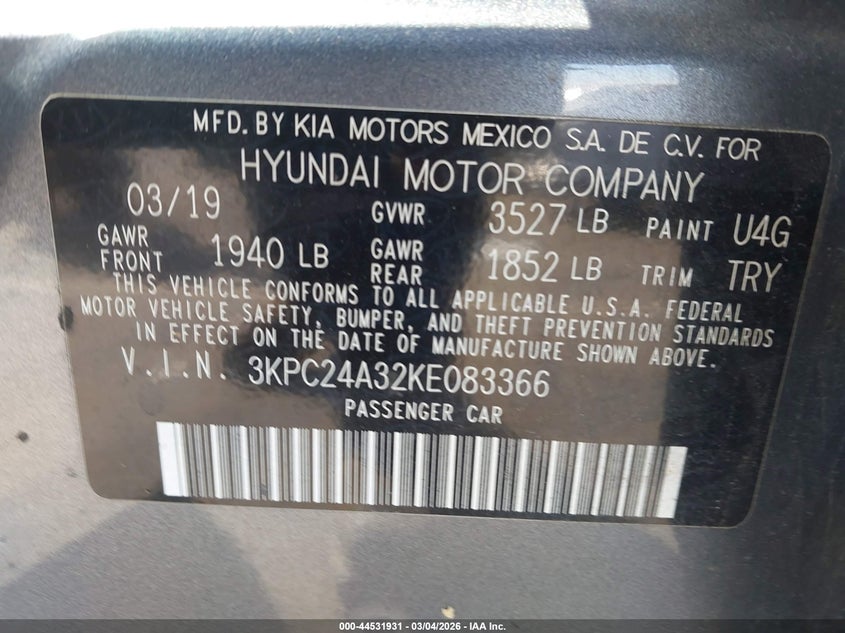 MFD. BY KIA MOTORS MEXICO S.A. DE C.V. FOR
HYUNDAI MOTOR COMPANY
03/19 GVWR 3527 LB PAINT U4G
GAWR FRONT 1940 LB GAWR REAR 1852 LB TRIM TRY
THIS VEHICLE CONFORMS TO ALL APPLICABLE U.S.A. FEDERAL
MOTOR VEHICLE SAFETY, BUMPER, AND THEFT PREVENTION STANDARDS
IN EFFECT ON THE DATE OF MANUFACTURE SHOWN ABOVE.
V.I.N. 3KPC24A32KE083366
PASSENGER CAR
000-44531931 - 03/04/2026 - IAA Inc.